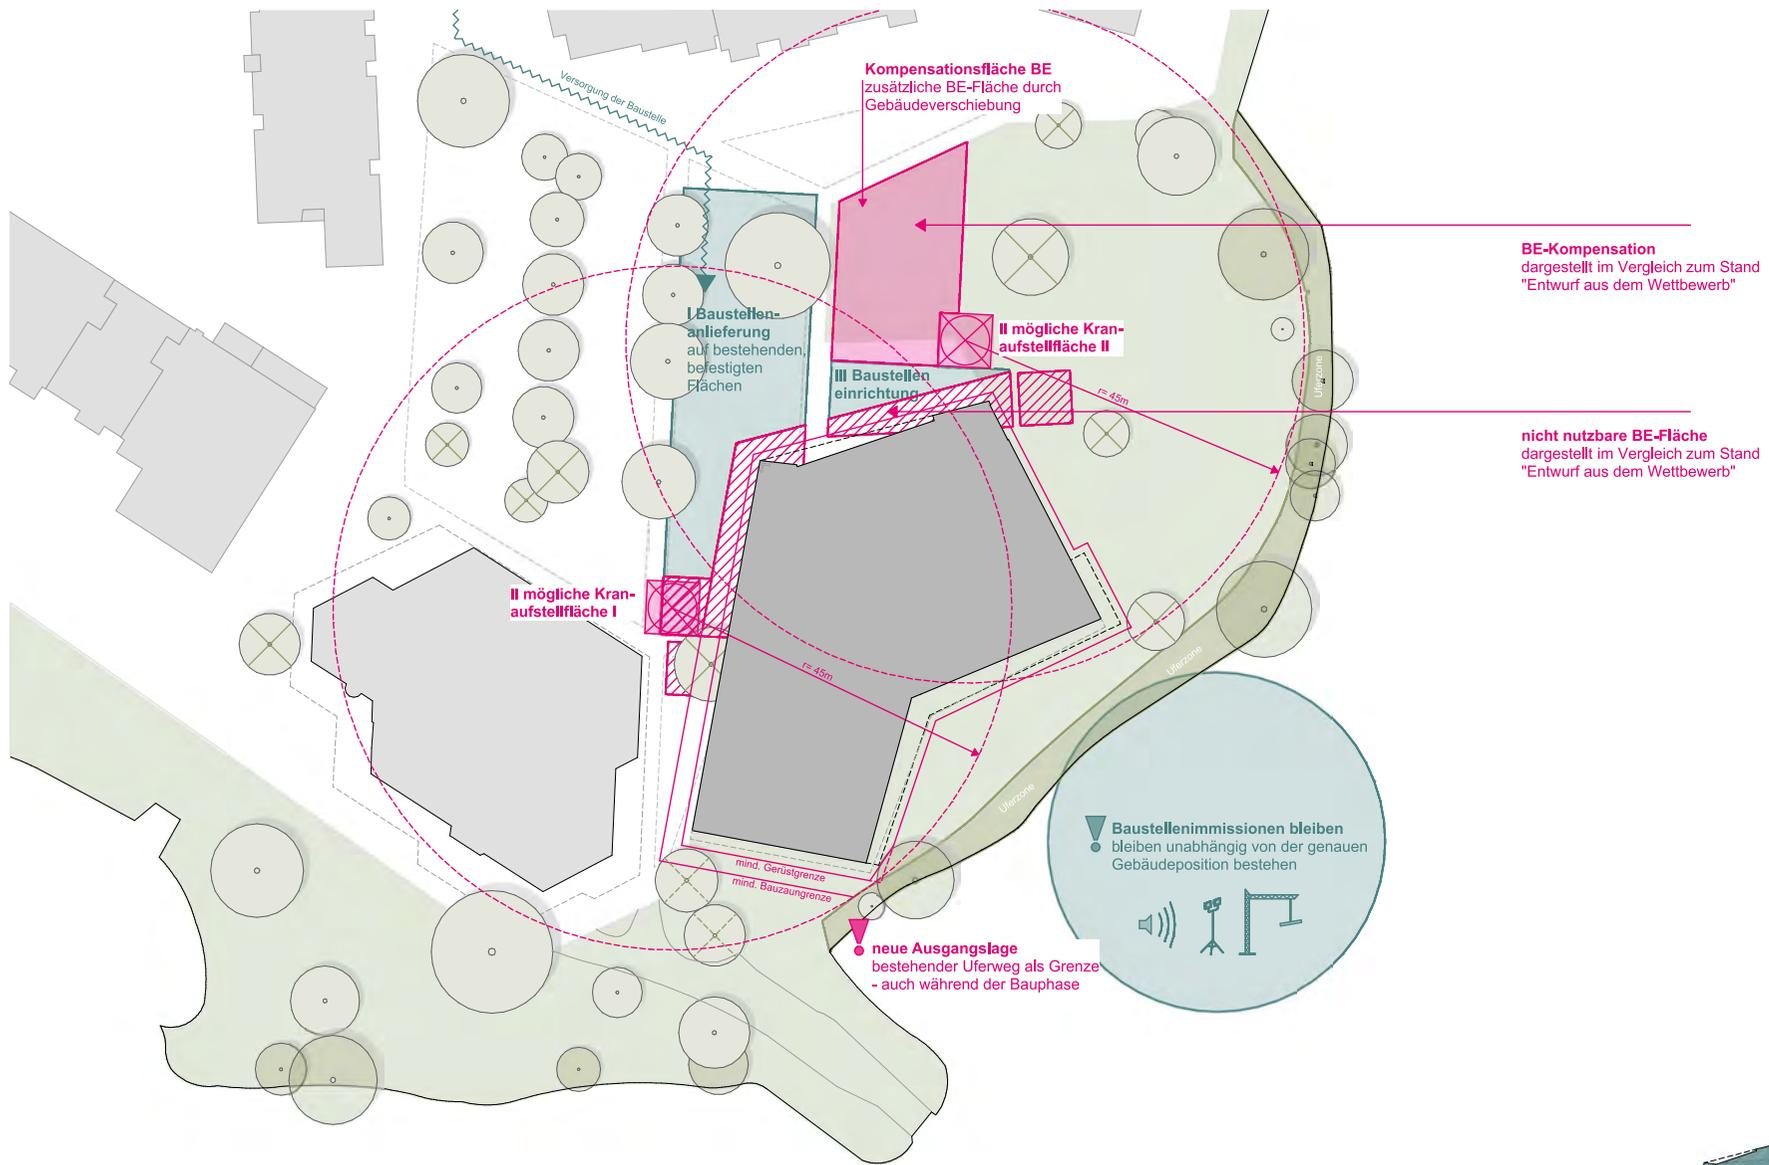 Versorgung der Baustelle
Kompensationsfläche BE
zusätzliche BE-Fläche durch
Gebäudeverschiebung
BE-Kompensation
dargestellt im Vergleich zum Stand
"Entwurf aus dem Wettbewerb"
I Baustellen-
anlieferung
auf bestehenden,
befestigten
Flächen
II mögliche Kran-
aufstellfläche II
III Baustellen
einrichtung
r= 45m
Uferzone
nicht nutzbare BE-Fläche
dargestellt im Vergleich zum Stand
"Entwurf aus dem Wettbewerb"
II mögliche Kran-
aufstellfläche I
r= 45m
Uferzone
Uferzone
mind. Gerüstgrenze
mind. Bauzaungrenze
Baustellenimmissionen bleiben
bleiben unabhängig von der genauen
Gebäudeposition bestehen
neue Ausgangslage
bestehender Uferweg als Grenze
- auch während der Bauphase